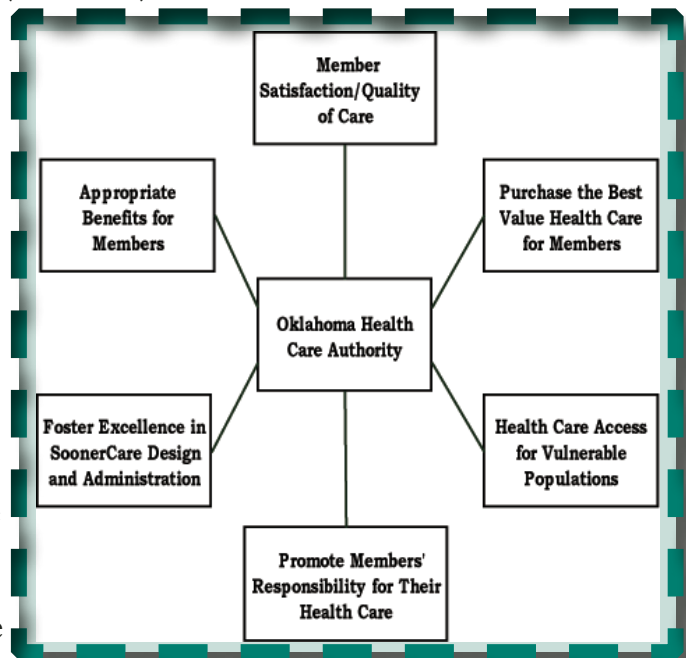 Member
Satisfaction/Quality
of Care
Appropriate
Benefits for
Members
Purchase the Best
Value Health Care
for Members
Oklahoma Health
Care Authority
Foster Excellence in
SoonerCare Design
and Administration
Health Care Access
for Vulnerable
Populations
Promote Members'
Responsibility for Their
Health Care